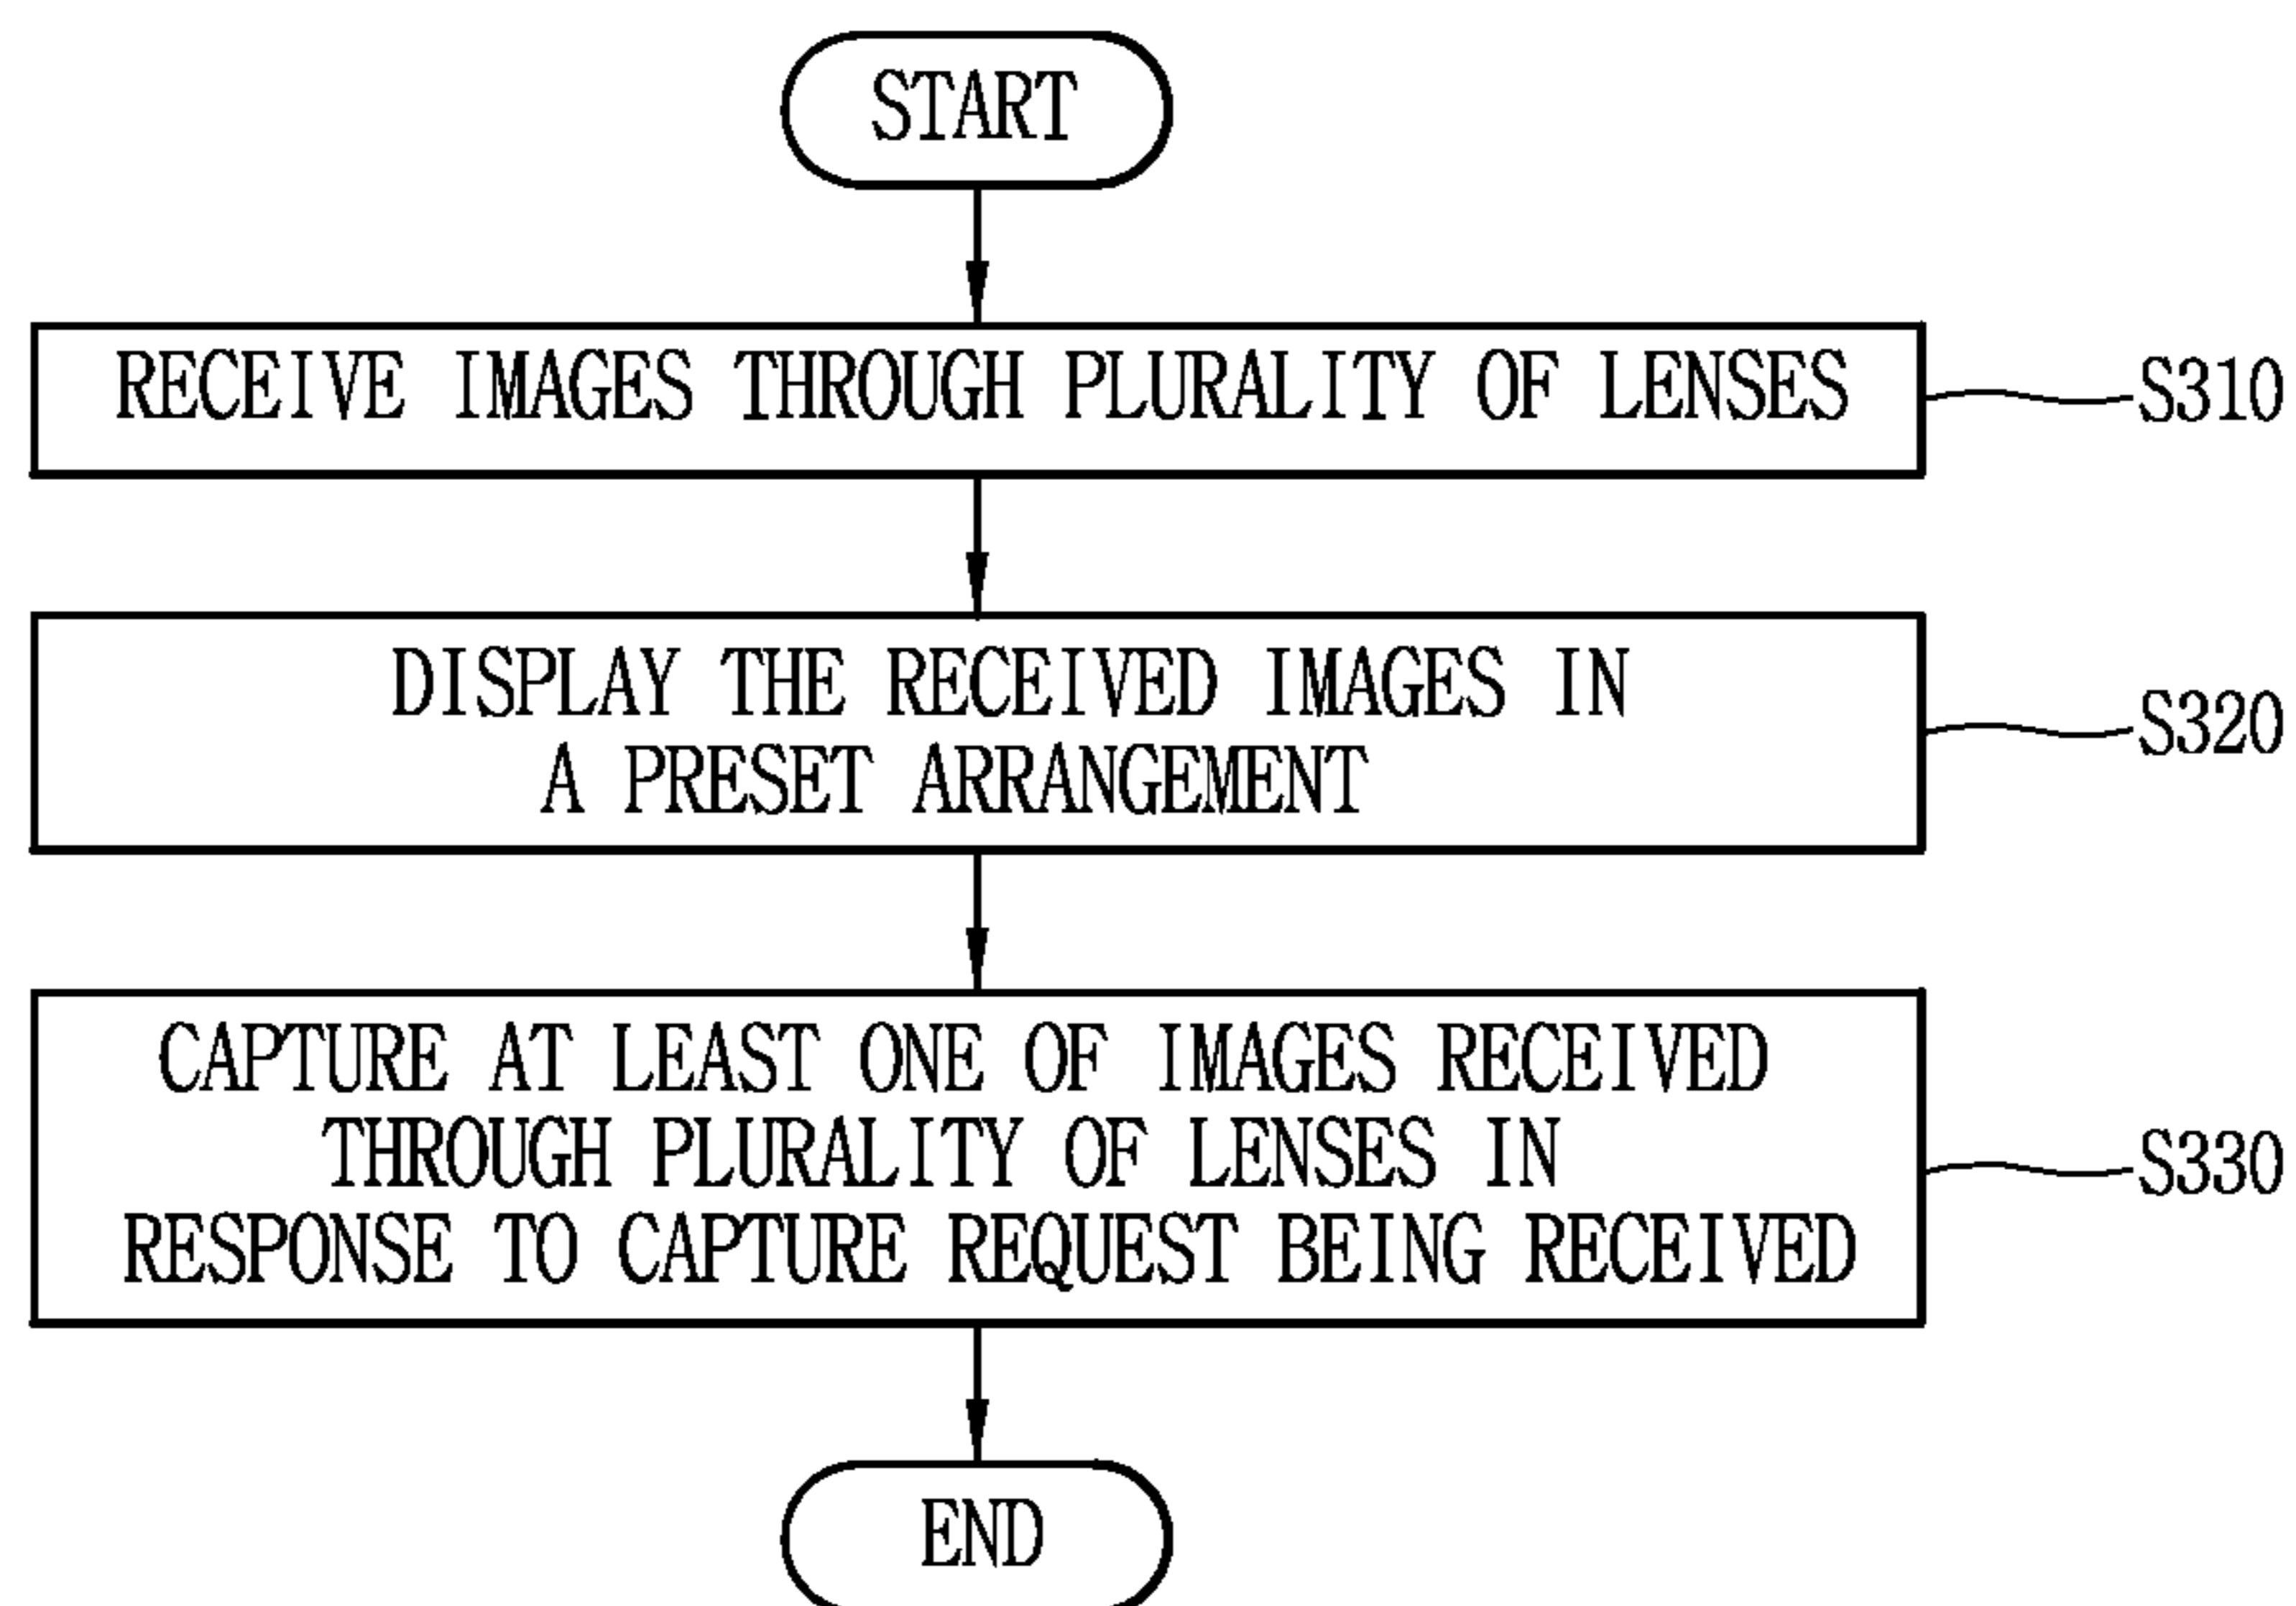 START
RECEIVE IMAGES THROUGH PLURALITY OF LENSES
S310
DISPLAY THE RECEIVED IMAGES IN
A PRESET ARRANGEMENT
S320
CAPTURE AT LEAST ONE OF IMAGES RECEIVED
THROUGH PLURALITY OF LENSES IN
RESPONSE TO CAPTURE REQUEST BEING RECEIVED
S330
END